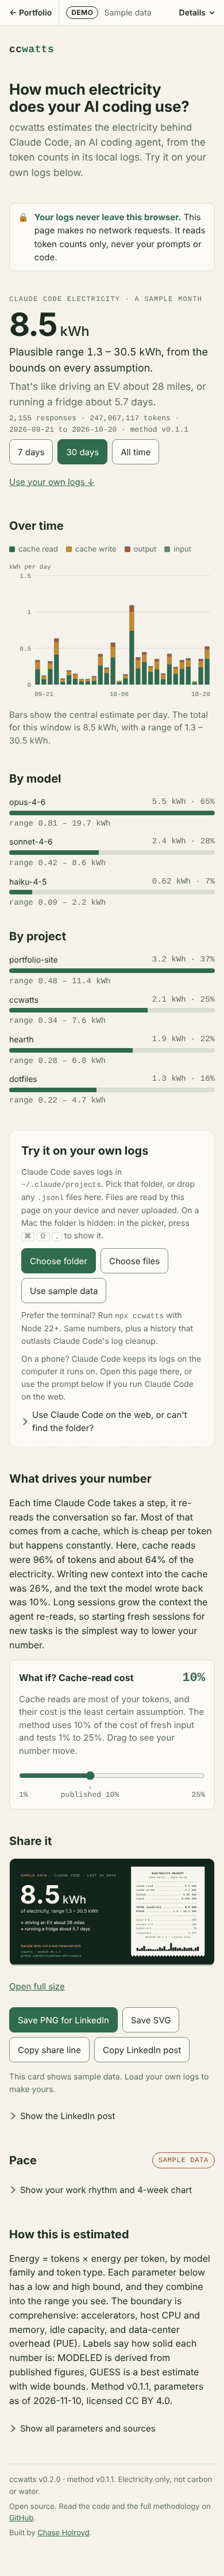 ← Portfolio
DEMO Sample data
Details
ccwatts
How much electricity
does your AI coding use?
ccwatts estimates the electricity behind
Claude Code, an AI coding agent, from the
token counts in its local logs. Try it on your
own logs below.
Your logs never leave this browser. This
page makes no network requests. It reads
token counts only, never your prompts or
code.
CLAUDE CODE ELECTRICITY · A SAMPLE MONTH
8.5 kWh
Plausible range 1.3 – 30.5 kWh, from the
bounds on every assumption.
That's like driving an EV about 28 miles, or
running a fridge about 5.7 days.
2,155 responses · 247,067,117 tokens ·
2026-09-21 to 2026-10-20 · method v0.1.1
7 days
30 days
All time
Use your own logs ↓
Over time
cache read
cache write
output
input
kWh per day
1.5
1
0.5
0
09-21
10-06
10-20
Bars show the central estimate per day. The total
for this window is 8.5 kWh, with a range of 1.3 –
30.5 kWh.
By model
opus-4-6 5.5 kWh · 65%
range 0.81 – 19.7 kWh
sonnet-4-6 2.4 kWh · 28%
range 0.42 – 8.6 kWh
haiku-4-5 0.62 kWh · 7%
range 0.09 – 2.2 kWh
By project
portfolio-site 3.2 kWh · 37%
range 0.48 – 11.4 kWh
ccwatts 2.1 kWh · 25%
range 0.34 – 7.6 kWh
hearth 1.9 kWh · 22%
range 0.28 – 6.8 kWh
dotfiles 1.3 kWh · 16%
range 0.22 – 4.7 kWh
Try it on your own logs
Claude Code saves logs in
~/.claude/projects. Pick that folder, or drop
any .jsonl files here. Files are read by this
page on your device and never uploaded. On a
Mac the folder is hidden: in the picker, press
⌘ ⇧ . to show it.
Choose folder
Choose files
Use sample data
Prefer the terminal? Run npx ccwatts with
Node 22+. Same numbers, plus a history that
outlasts Claude Code's log cleanup.
On a phone? Claude Code keeps its logs on the
computer it runs on. Open this page there, or
use the prompt below if you run Claude Code
on the web.
Use Claude Code on the web, or can't
find the folder?
What drives your number
Each time Claude Code takes a step, it re-
reads the conversation so far. Most of that
comes from a cache, which is cheap per token
but happens constantly. Here, cache reads
were 96% of tokens and about 64% of the
electricity. Writing new context into the cache
was 26%, and the text the model wrote back
was 10%. Long sessions grow the context the
agent re-reads, so starting fresh sessions for
new tasks is the simplest way to lower your
number.
What if? Cache-read cost 10%
Cache reads are most of your tokens, and
their cost is the least certain assumption. The
method uses 10% of the cost of fresh input
and tests 1% to 25%. Drag to see your
number move.
1%
published 10%
25%
Share it
SAMPLE DATA · CLAUDE CODE · LAST 30 DAYS
8.5 kWh
of electricity, range 1.3 – 30.5 kWh
≈ driving an EV about 28 miles
≈ running a fridge about 5.7 days
Sample data, not a real measurement
ELECTRICITY RECEIPT
Open full size
Save PNG for LinkedIn
Save SVG
Copy share line
Copy LinkedIn post
This card shows sample data. Load your own logs to
make yours.
Show the LinkedIn post
Pace
SAMPLE DATA
Show your work rhythm and 4-week chart
How this is estimated
Energy = tokens × energy per token, by model
family and token type. Each parameter below
has a low and high bound, and they combine
into the range you see. The boundary is
comprehensive: accelerators, host CPU and
memory, idle capacity, and data-center
overhead (PUE). Labels say how solid each
number is: MODELED is derived from
published figures, GUESS is a best estimate
with wide bounds. Method v0.1.1, parameters
as of 2026-11-10, licensed CC BY 4.0.
Show all parameters and sources
ccwatts v0.2.0 · method v0.1.1. Electricity only, not carbon
or water.
Open source. Read the code and the full methodology on
GitHub.
Built by Chase Holroyd.